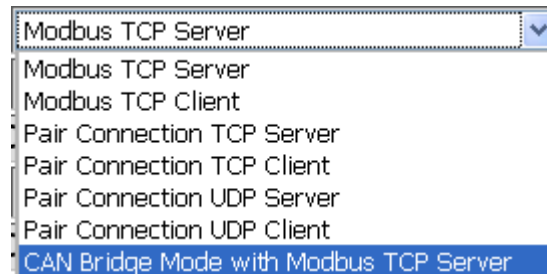 Modbus TCP Server
Modbus TCP Server
Modbus TCP Client
Pair Connection TCP Server
Pair Connection TCP Client
Pair Connection UDP Server
Pair Connection UDP Client
CAN Bridge Mode with Modbus TCP Server